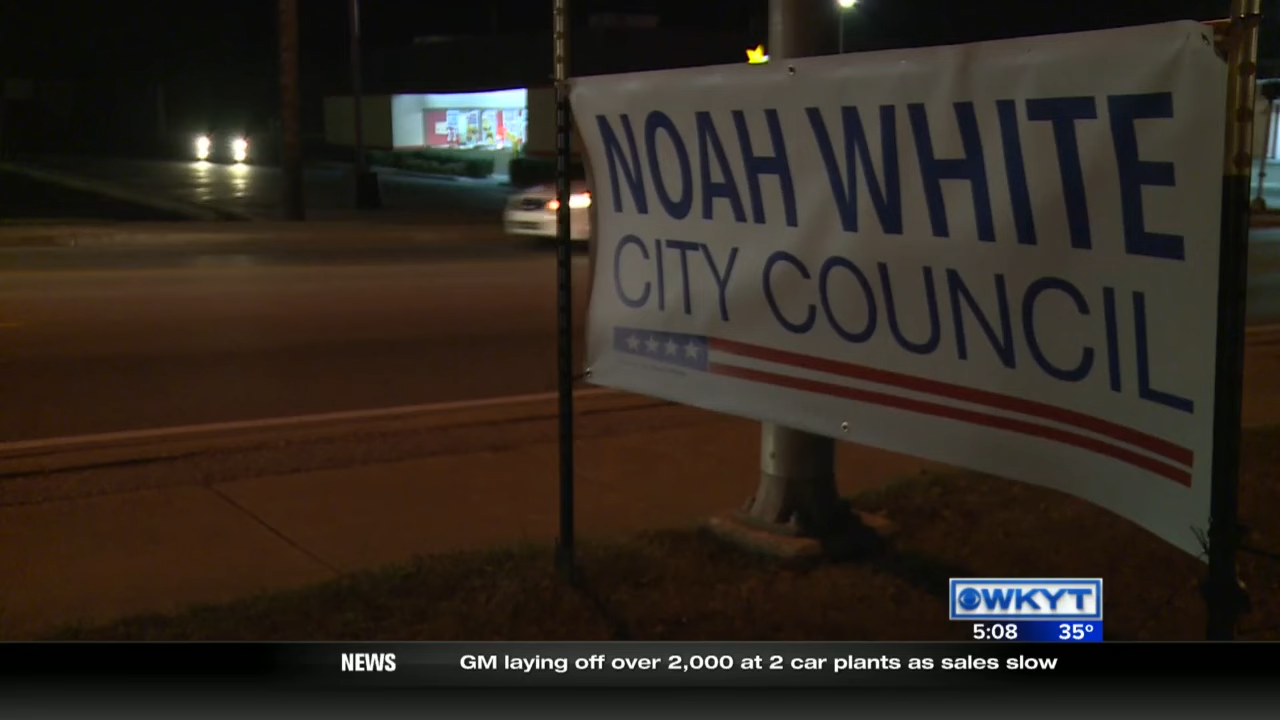 NOAH WHITE
CITY COUNCIL
WKYT
5:08 35°
NEWS GM laying off over 2,000 at 2 car plants as sales slow